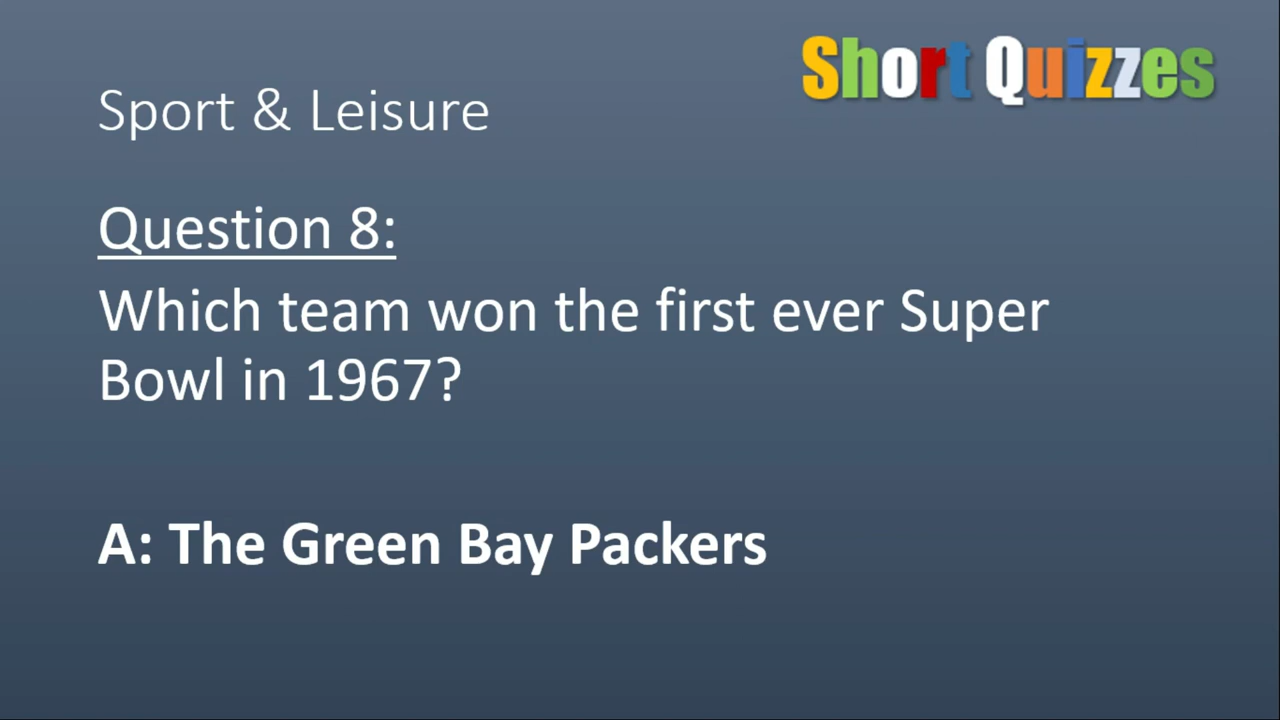 Short Quizzes
Sport & Leisure
Question 8:
Which team won the first ever Super
Bowl in 1967?
A: The Green Bay Packers